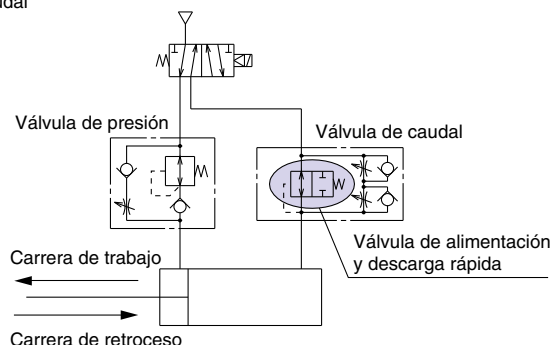 Válvula de presión
Válvula de caudal
Válvula de alimentación
y descarga rápida
Carrera de trabajo
Carrera de retroceso